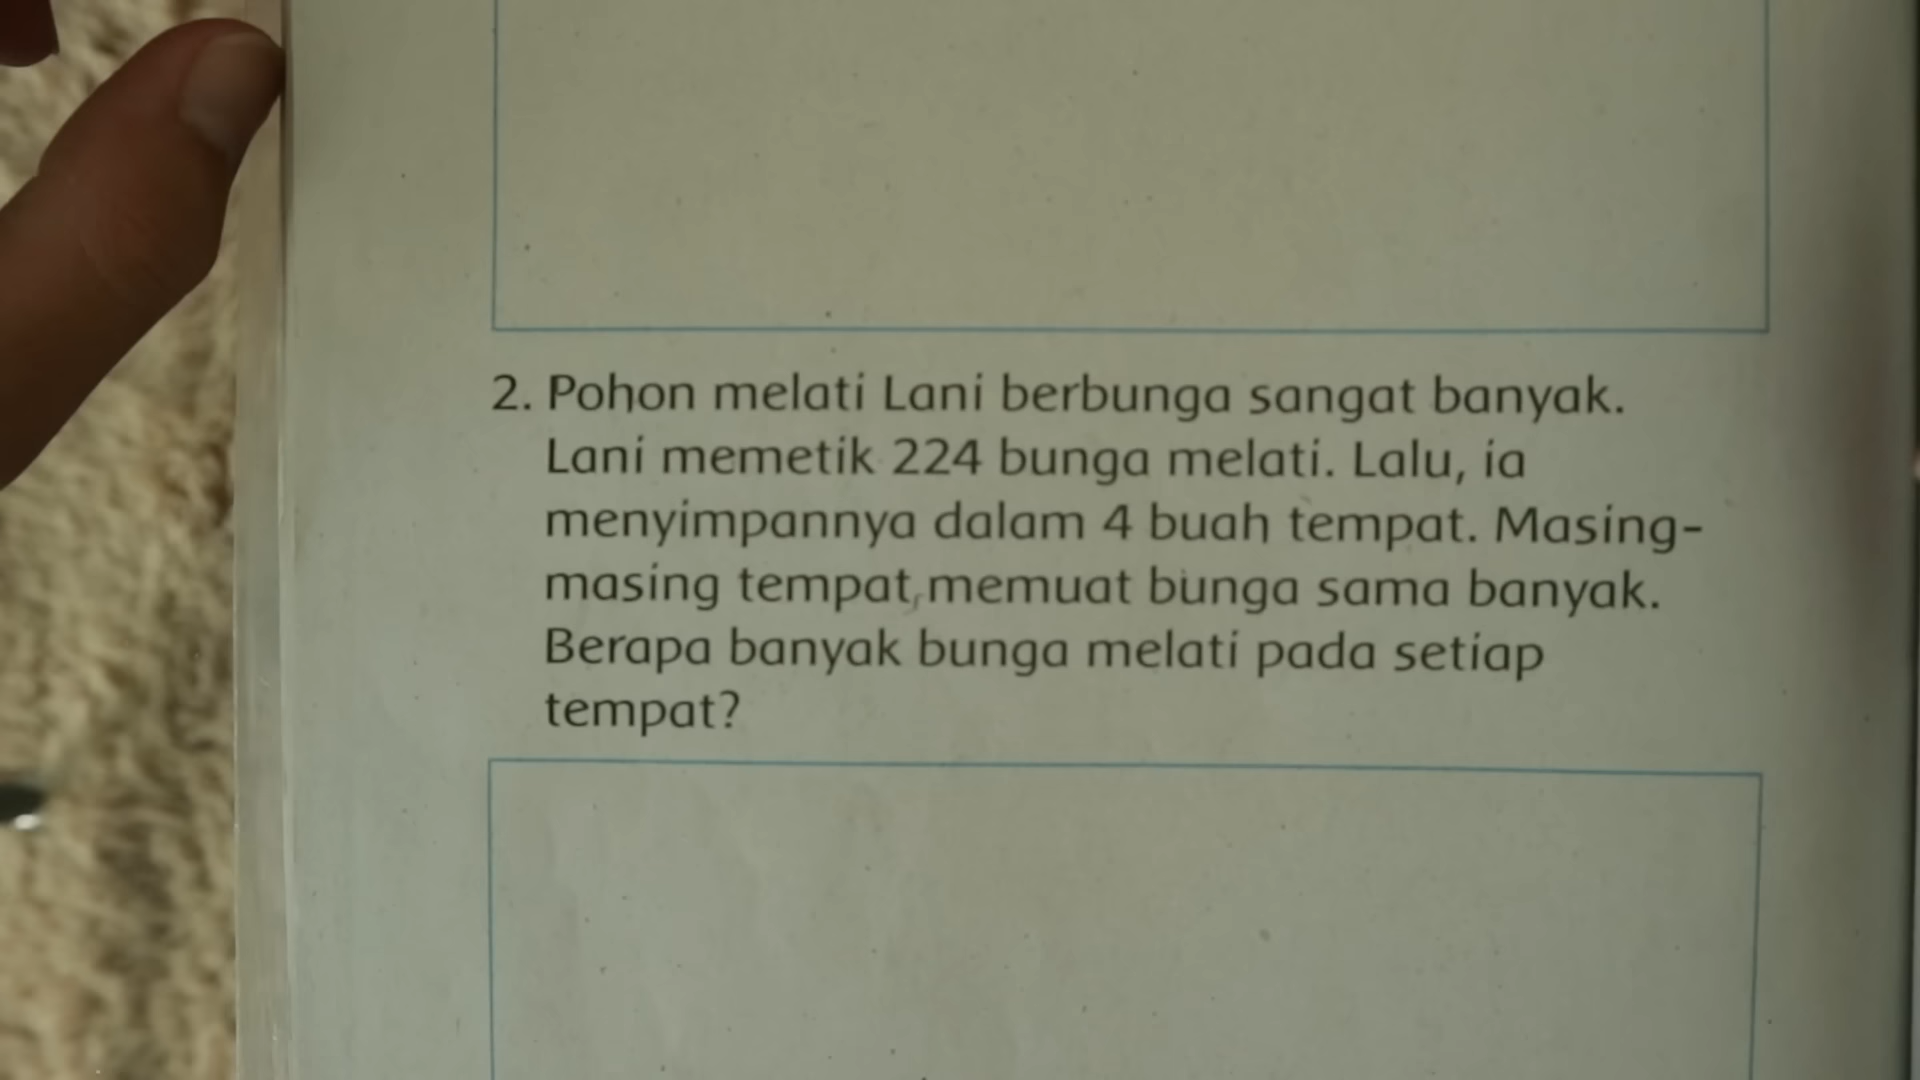 2. Pohon melati Lani berbunga sangat banyak.
Lani memetik 224 bunga melati. Lalu, ia
menyimpannya dalam 4 buah tempat. Masing-
masing tempat memuat bunga sama banyak.
Berapa banyak bunga melati pada setiap
tempat?